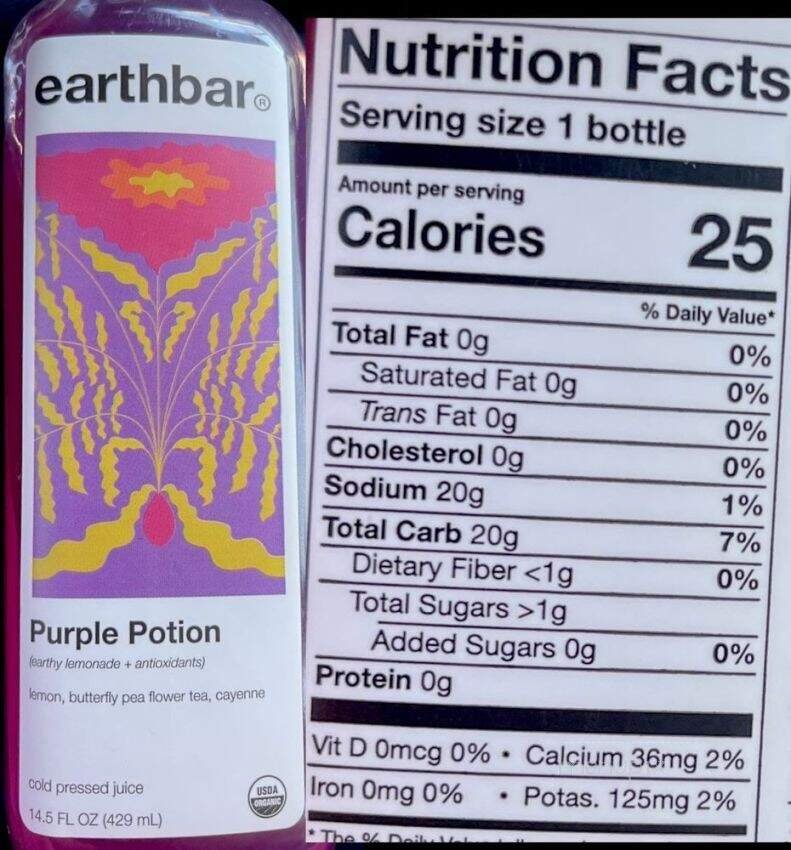 earthbar®
Purple Potion
(earthy lemonade + antioxidants)
lemon, butterfly pea flower tea, cayenne
cold pressed juice
USDA
ORGANIC
14.5 FL OZ (429 mL)
Nutrition Facts
Serving size 1 bottle
Amount per serving
Calories 25
% Daily Value*
Total Fat 0g 0%
Saturated Fat 0g 0%
Trans Fat 0g 0%
Cholesterol 0g 0%
Sodium 20g 1%
Total Carb 20g 7%
Dietary Fiber <1g 0%
Total Sugars >1g
Added Sugars 0g 0%
Protein 0g
Vit D 0mcg 0% • Calcium 36mg 2%
Iron 0mg 0% • Potas. 125mg 2%
* The % Daily